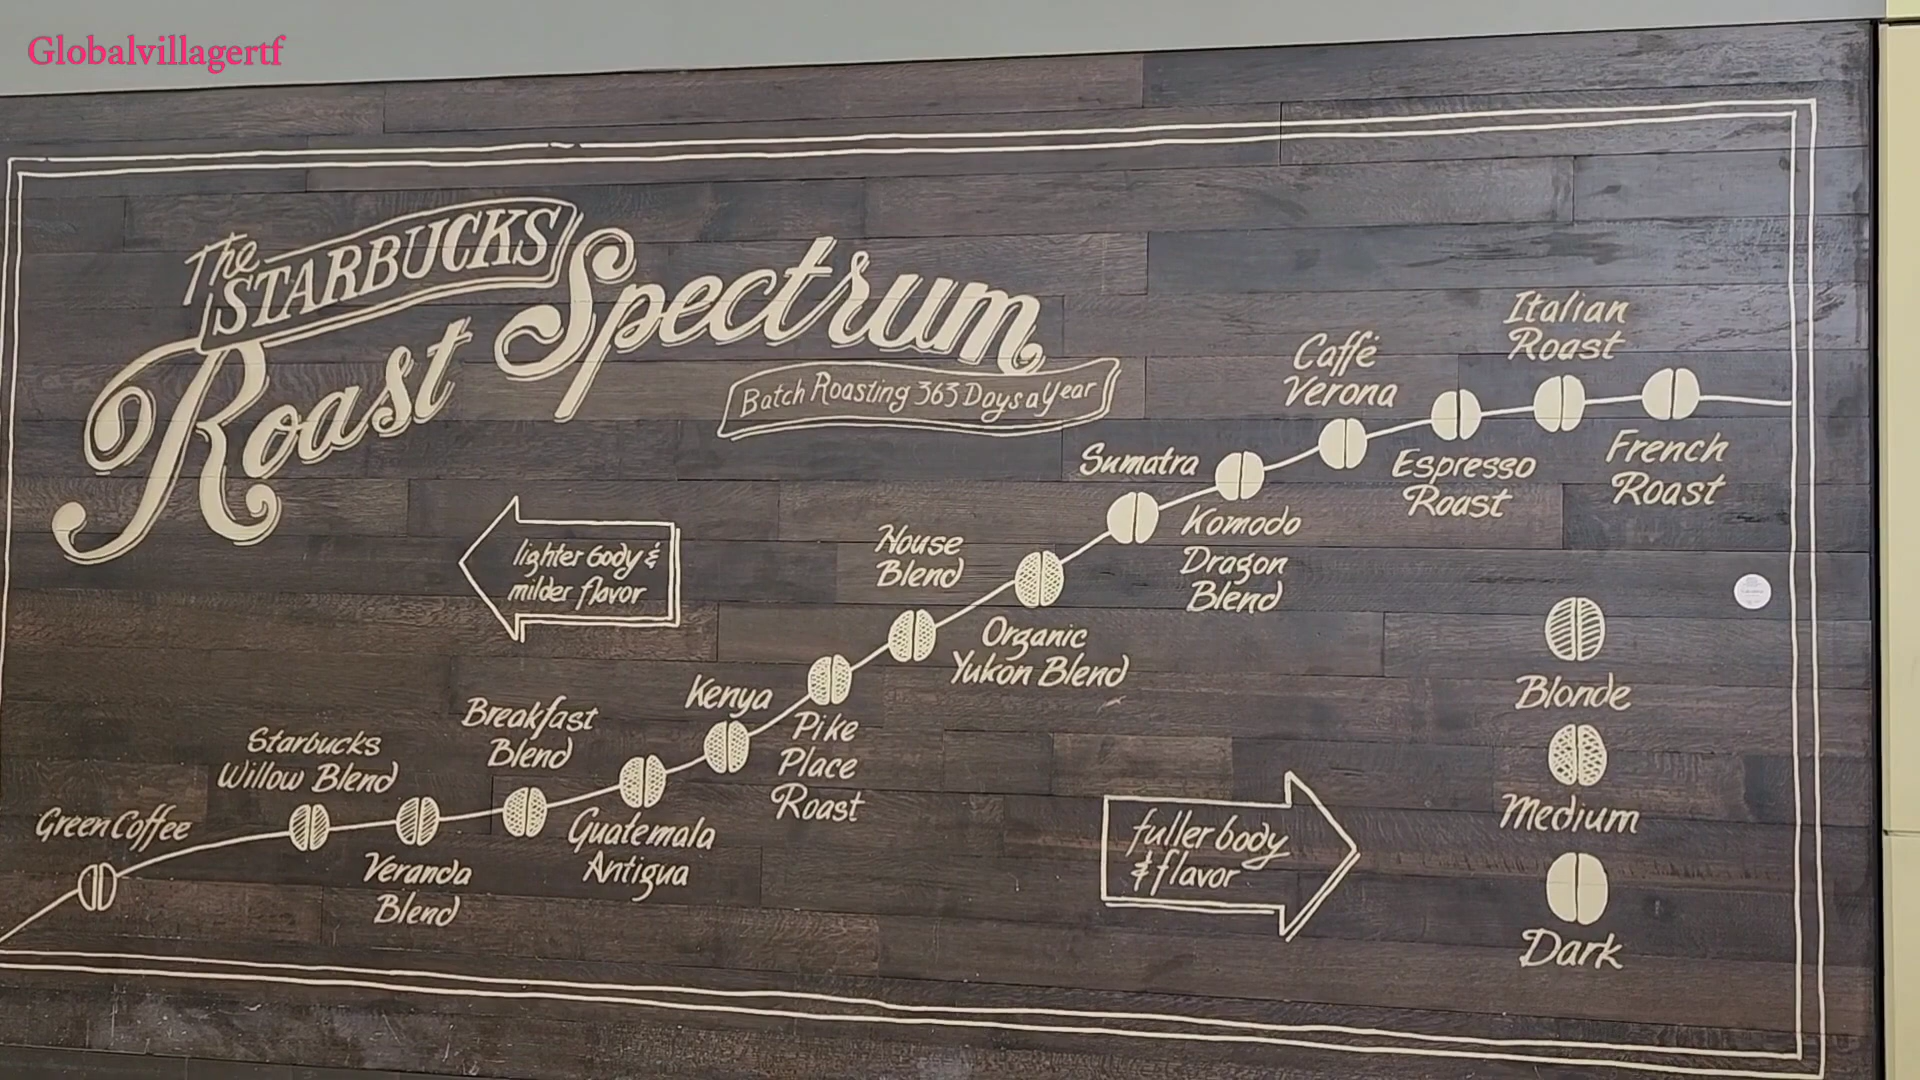 Globalvillagertf
The
STARBUCKS
Roast Spectrum
Batch Roasting 363 Days a Year
lighter body &
milder flavor
Green Coffee
Starbucks
Willow Blend
Veranda
Blend
Breakfast
Blend
Guatemala
Antigua
Kenya
Pike
Place
Roast
House
Blend
Organic
Yukon Blend
Sumatra
Komodo
Dragon
Blend
Caffè
Verona
Espresso
Roast
Italian
Roast
French
Roast
fuller body
& flavor
Blonde
Medium
Dark